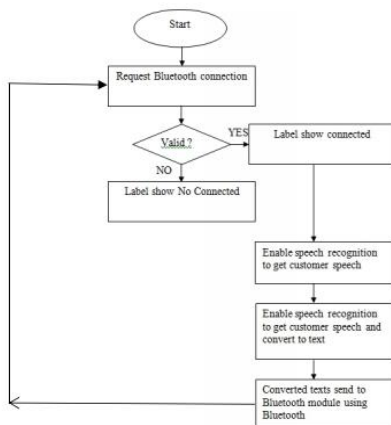 Start
Request Bluetooth connection
Valid ?
YES
Label show connected
NO
Label show No Connected
Enable speech recognition
to get customer speech
Enable speech recognition
to get customer speech and
convert to text
Converted texts send to
Bluetooth module using
Bluetooth